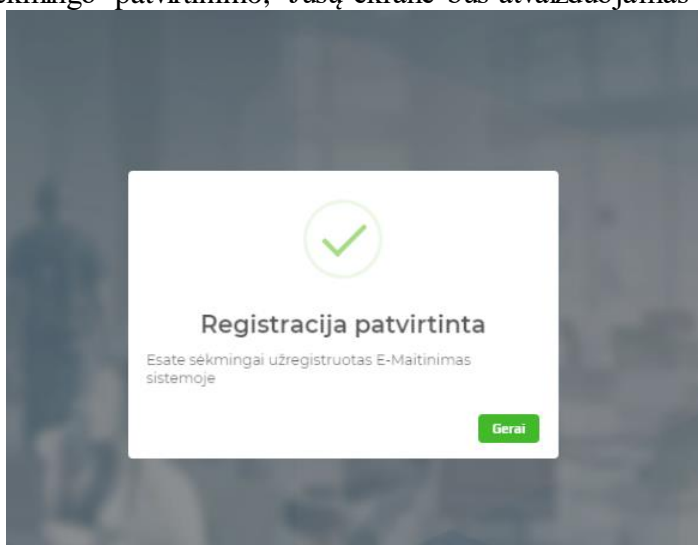 patvirtinimo, Jūsų ekrane bus atvaizduojamas
Registracija patvirtinta
Esate sėkmingai užregistruotas E-Maitinimas
sistemoje
Gerai